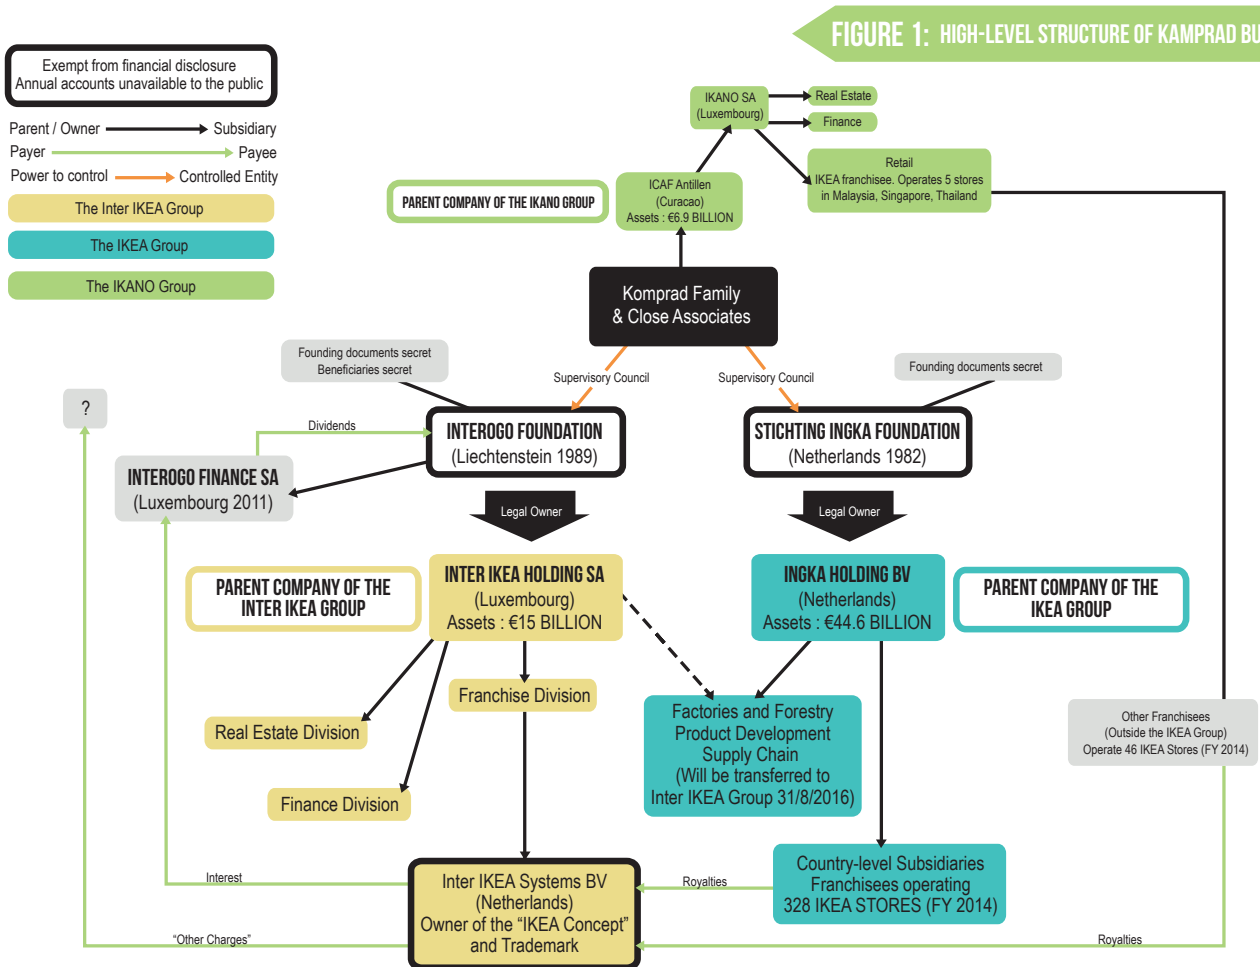 FIGURE 1: HIGH-LEVEL STRUCTURE OF KAMPRAD BU
Exempt from financial disclosure
Annual accounts unavailable to the public
Parent / Owner Subsidiary
Payer Payee
Power to control Controlled Entity
The Inter IKEA Group
The IKEA Group
The IKANO Group
IKANO SA
(Luxembourg)
Real Estate
Finance
Retail
IKEA franchisee. Operates 5 stores
in Malaysia, Singapore, Thailand
PARENT COMPANY OF THE IKANO GROUP
ICAF Antillen
(Curacao)
Assets : €6.9 BILLION
Komprad Family
& Close Associates
Founding documents secret
Beneficiaries secret
Supervisory Council
Supervisory Council
Founding documents secret
?
Dividends
INTEROGO FOUNDATION
(Liechtenstein 1989)
STICHTING INGKA FOUNDATION
(Netherlands 1982)
INTEROGO FINANCE SA
(Luxembourg 2011)
Legal Owner
Legal Owner
PARENT COMPANY OF THE
INTER IKEA GROUP
INTER IKEA HOLDING SA
(Luxembourg)
Assets : €15 BILLION
INGKA HOLDING BV
(Netherlands)
Assets : €44.6 BILLION
PARENT COMPANY OF THE
IKEA GROUP
Franchise Division
Real Estate Division
Finance Division
Factories and Forestry
Product Development
Supply Chain
(Will be transferred to
Inter IKEA Group 31/8/2016)
Other Franchisees
(Outside the IKEA Group)
Operate 46 IKEA Stores (FY 2014)
Interest
Inter IKEA Systems BV
(Netherlands)
Owner of the “IKEA Concept”
and Trademark
Royalties
Country-level Subsidiaries
Franchisees operating
328 IKEA STORES (FY 2014)
“Other Charges”
Royalties